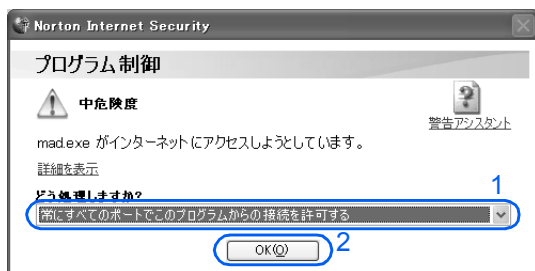 Norton Internet Security
プログラム制御
中危険度
警告アシスタント
mad.exe がインターネットにアクセスしようとしています。
詳細を表示
どう処理しますか?
1
常にすべてのポートでこのプログラムからの接続を許可する
OK(O)
2